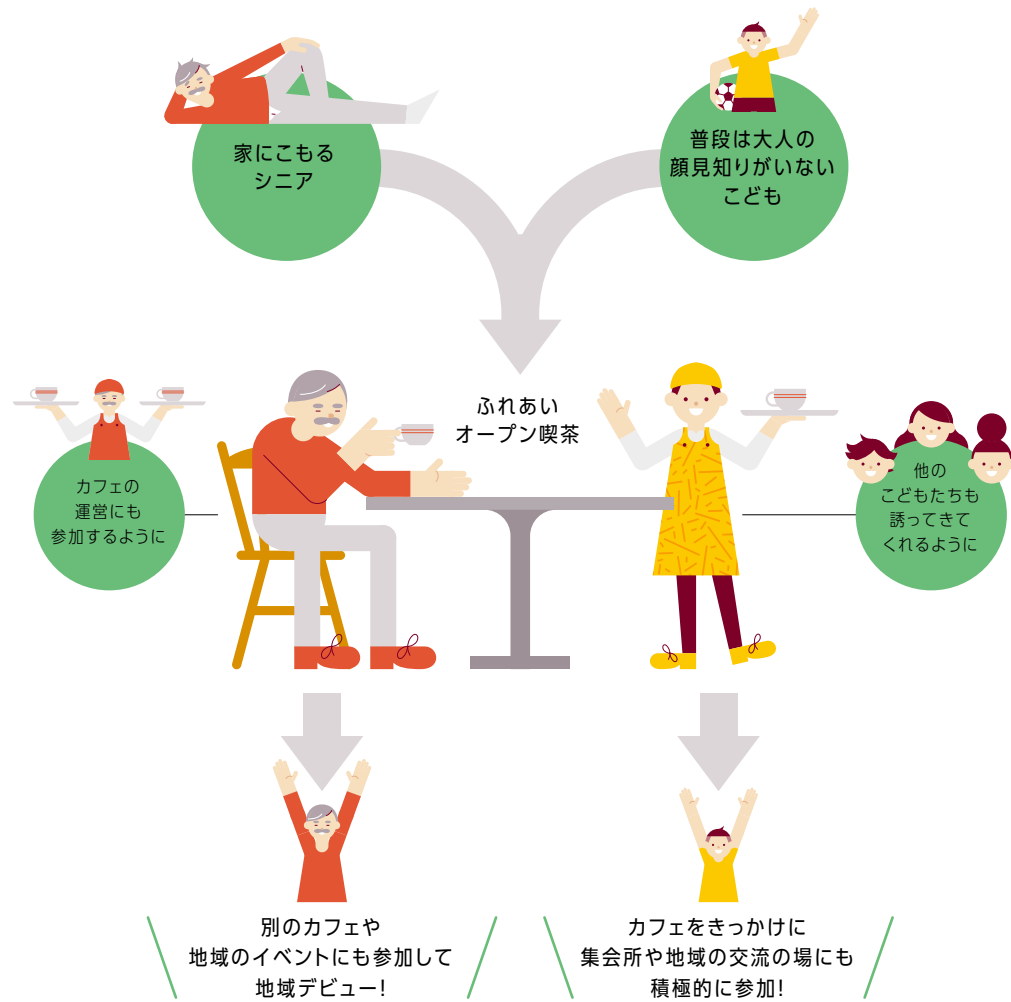 家にこもる
シニア
普段は大人の
顔見知りがいない
こども
ふれあい
オープン喫茶
カフェの
運営にも
参加するように
他の
こどもたちも
誘ってきて
くれるように
別のカフェや
地域のイベントにも参加して
地域デビュー!
カフェをきっかけに
集会所や地域の交流の場にも
積極的に参加!